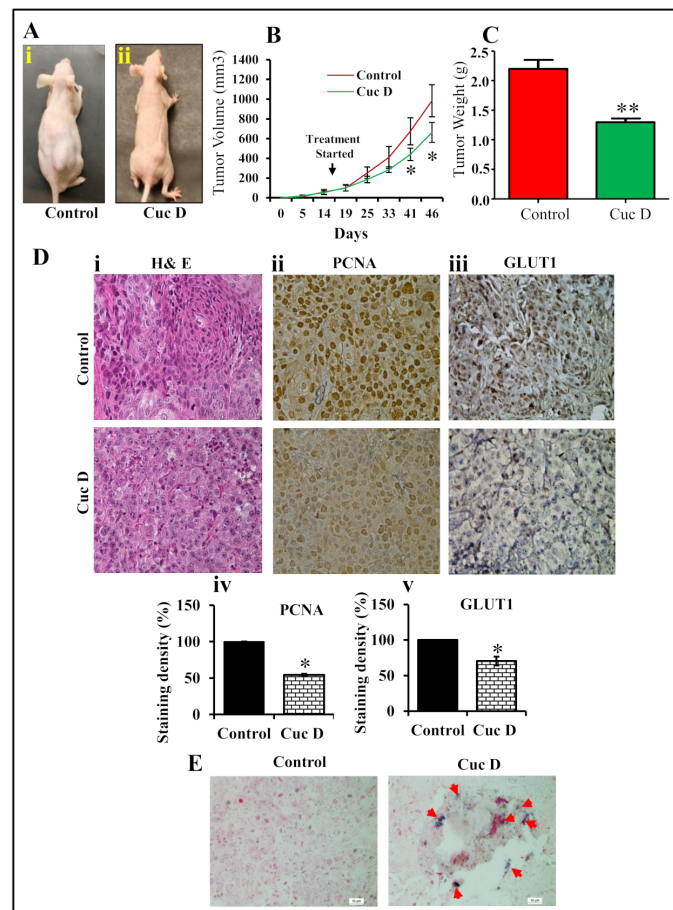 A
i
ii
Control
Cuc D
B
Tumor Volume (mm3)
1400
1200
1000
800
600
400
200
0
Control
Cuc D
Treatment
Started
*
*
0 5 14 19 25 33 41 46
Days
C
Tumor Weight (g)
2.5
2.0
1.5
1.0
0.5
0.0
**
Control Cuc D
D
i
H& E
ii
PCNA
iii
GLUT1
Control
Cuc D
iv
PCNA
Staining density (%)
150
100
50
0
*
Control Cuc D
v
GLUT1
Staining density (%)
150
100
50
0
*
Control Cuc D
E
Control
Cuc D